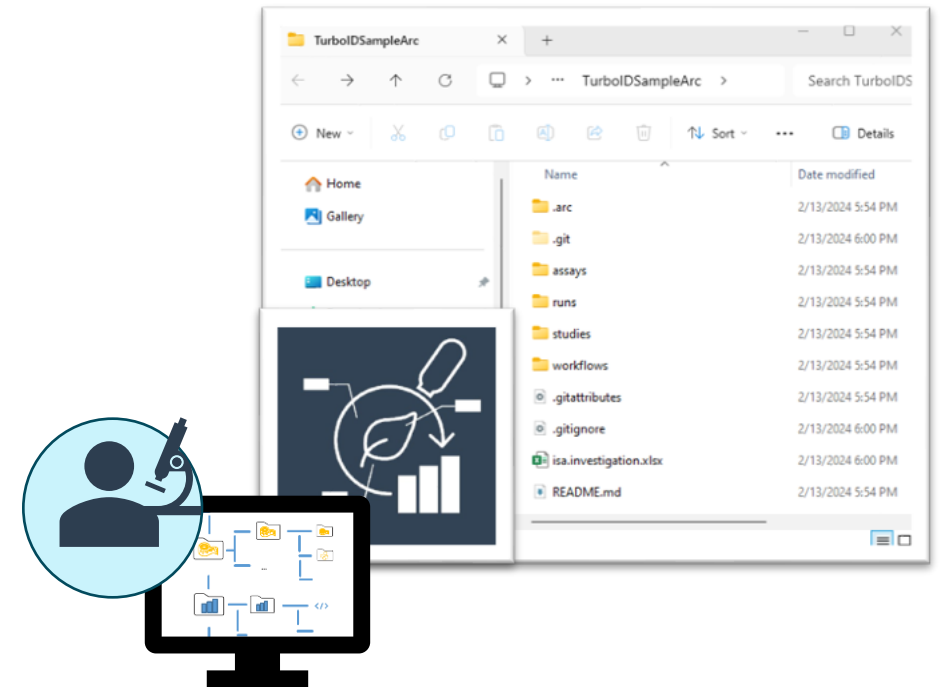 TurboIDSampleArc
TurboIDSampleArc
Search TurboIDS
New
Sort
Details
Name
Date modified
Home
Gallery
Desktop
.arc 2/13/2024 5:54 PM
.git 2/13/2024 6:00 PM
assays 2/13/2024 5:54 PM
runs 2/13/2024 5:54 PM
studies 2/13/2024 5:54 PM
workflows 2/13/2024 5:54 PM
.gitattributes 2/13/2024 5:54 PM
.gitignore 2/13/2024 5:54 PM
isa.investigation.xlsx 2/13/2024 6:00 PM
README.md 2/13/2024 5:54 PM
...
</>